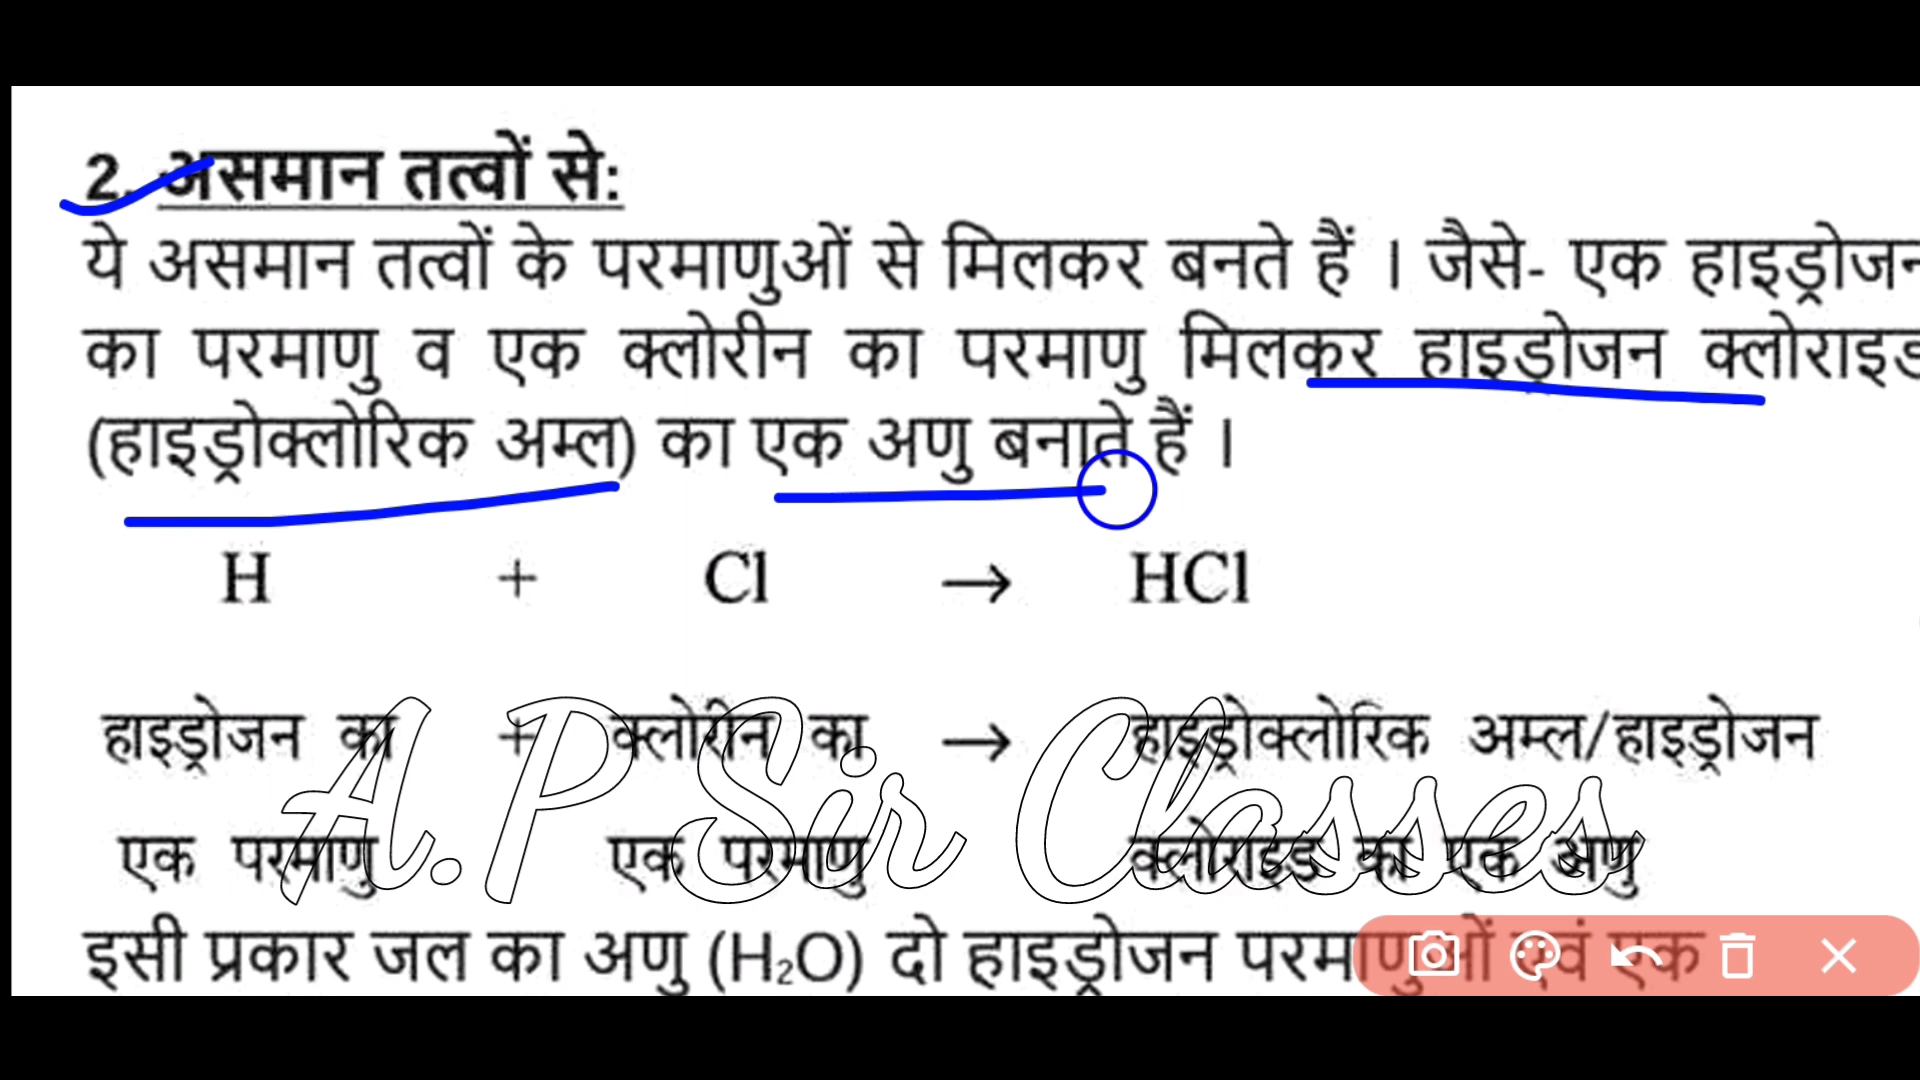 2. असमान तत्वों से:
ये असमान तत्वों के परमाणुओं से मिलकर बनते हैं । जैसे- एक हाइड्रोजन
का परमाणु व एक क्लोरीन का परमाणु मिलकर हाइड्रोजन क्लोराइड
(हाइड्रोक्लोरिक अम्ल) का एक अणु बनाते हैं ।
H + Cl → HCl
हाइड्रोजन का + क्लोरीन का → हाइड्रोक्लोरिक अम्ल/हाइड्रोजन
A.P Sir Classes
एक परमाणु एक परमाणु क्लोराइड का एक अणु
इसी प्रकार जल का अणु (H₂O) दो हाइड्रोजन परमाणुओं एवं एक